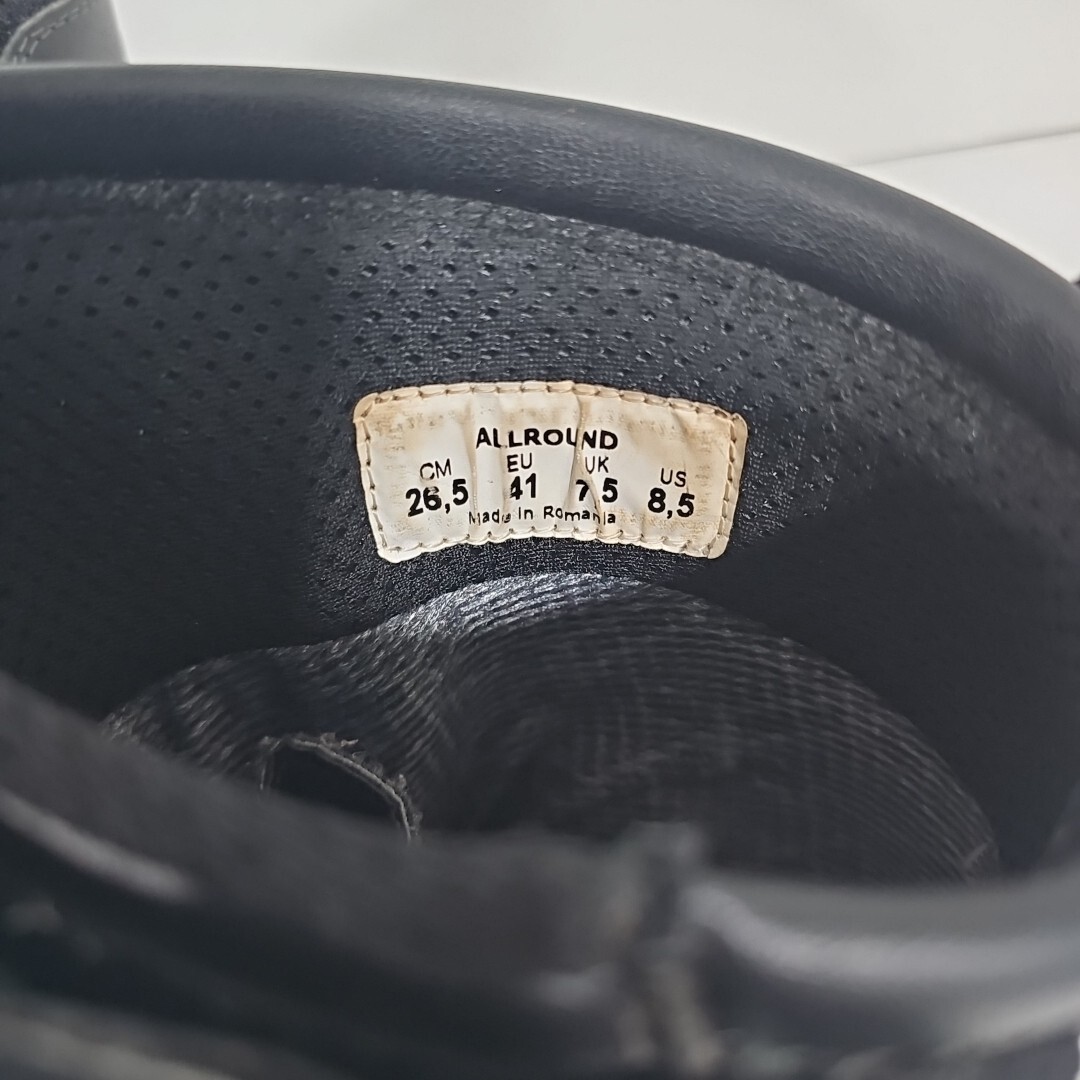 ALLROUND
CM EU UK US
26,5 41 7,5 8,5
Made in Romania